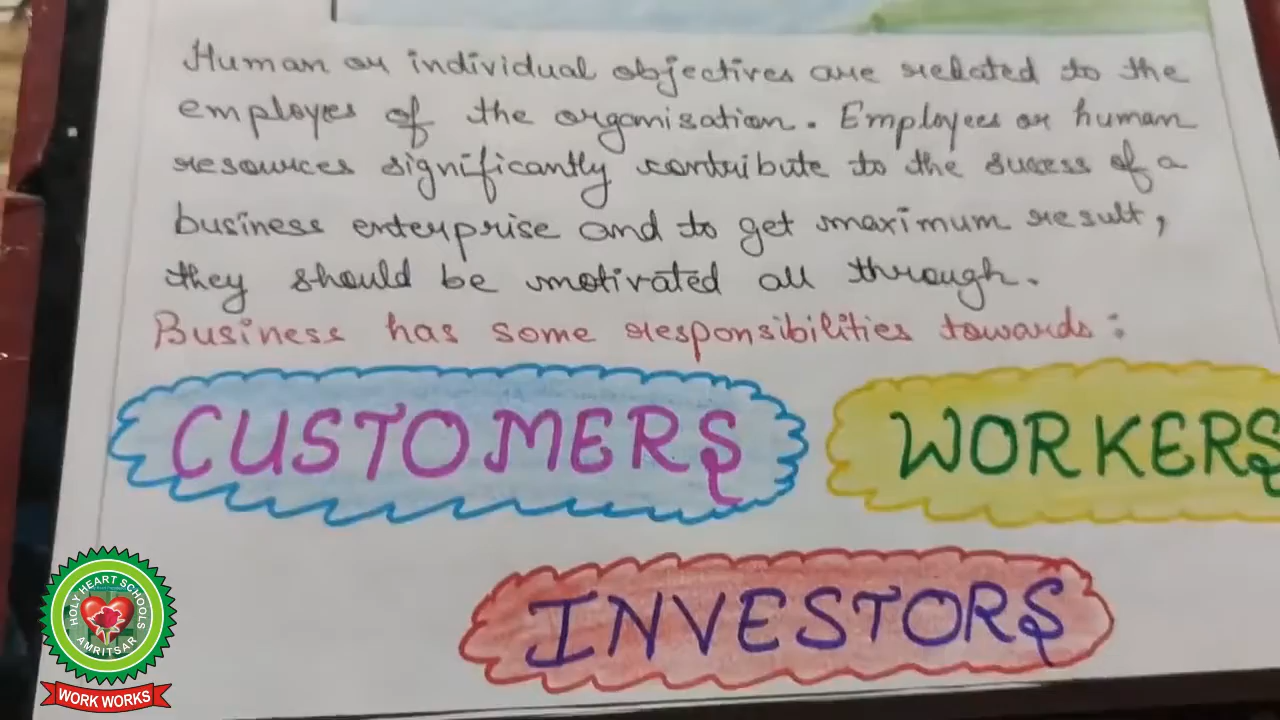 Human or individual objectives are related to the
employes of the organisation. Employees or human
resources significantly contribute to the sucess of a
business enterprise and to get maximum result,
they should be motivated all through.
Business has some responsibilities towards:
CUSTOMERS
WORKERS
INVESTORS
HOLY HEART SCHOOLS
AMRITSAR
WORK WORKS